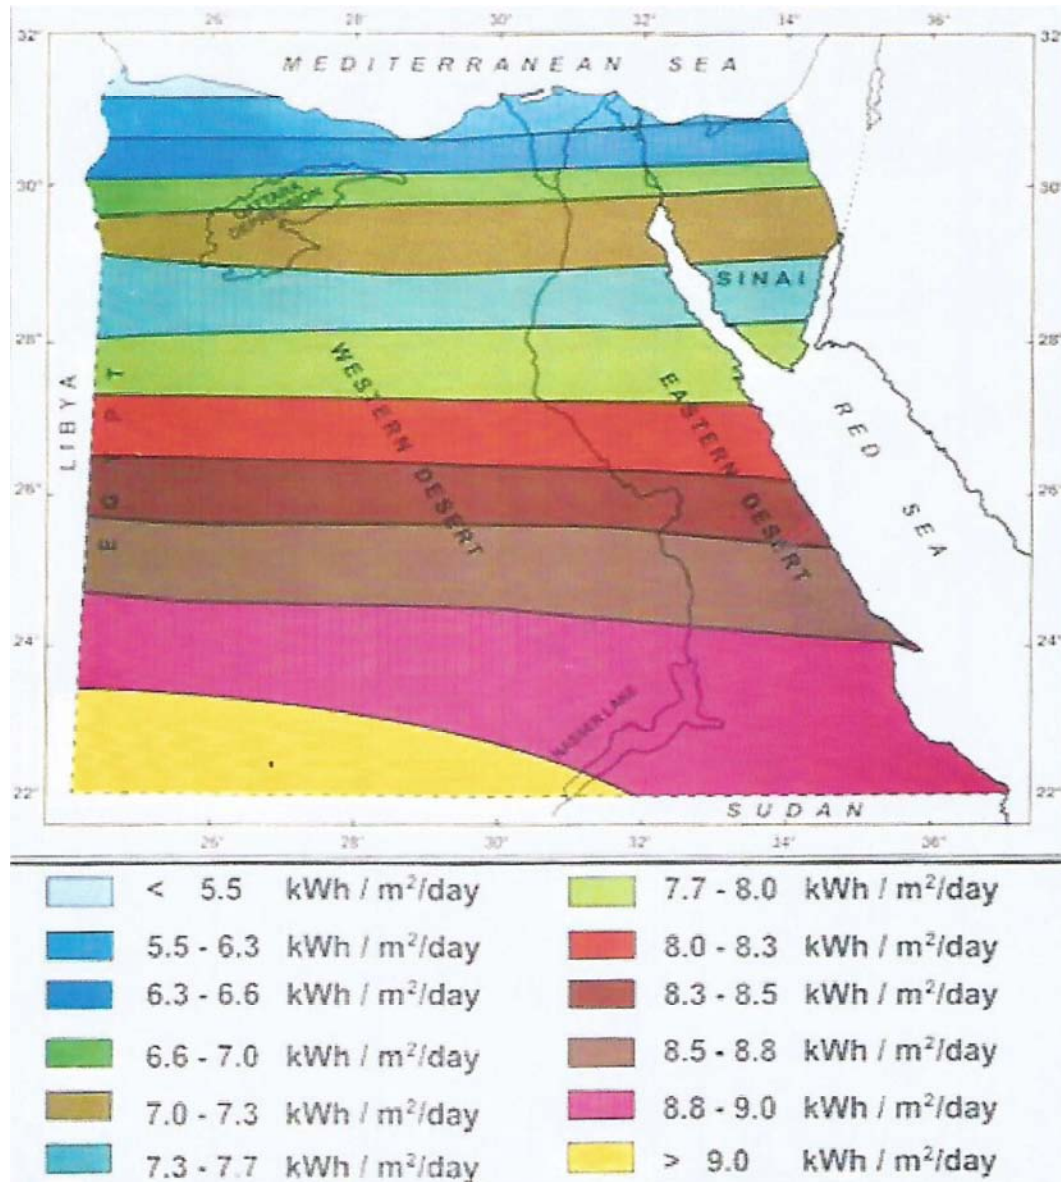 26° 28° 30° 32° 14° 36°
32° 32°
MEDITERRANEAN SEA
30° 30°
QATTARA
DEPRESSION
SINAI
28° 28°
LIBYA
EGYPT
WESTERN DESERT
EASTERN DESERT
RED SEA
26° 26°
24° 24°
NASSER LAKE
22° 22°
SUDAN
26° 28° 30° 32° 14° 36°
< 5.5 kWh / m²/day
5.5 - 6.3 kWh / m²/day
6.3 - 6.6 kWh / m²/day
6.6 - 7.0 kWh / m²/day
7.0 - 7.3 kWh / m²/day
7.3 - 7.7 kWh / m²/day
7.7 - 8.0 kWh / m²/day
8.0 - 8.3 kWh / m²/day
8.3 - 8.5 kWh / m²/day
8.5 - 8.8 kWh / m²/day
8.8 - 9.0 kWh / m²/day
> 9.0 kWh / m²/day